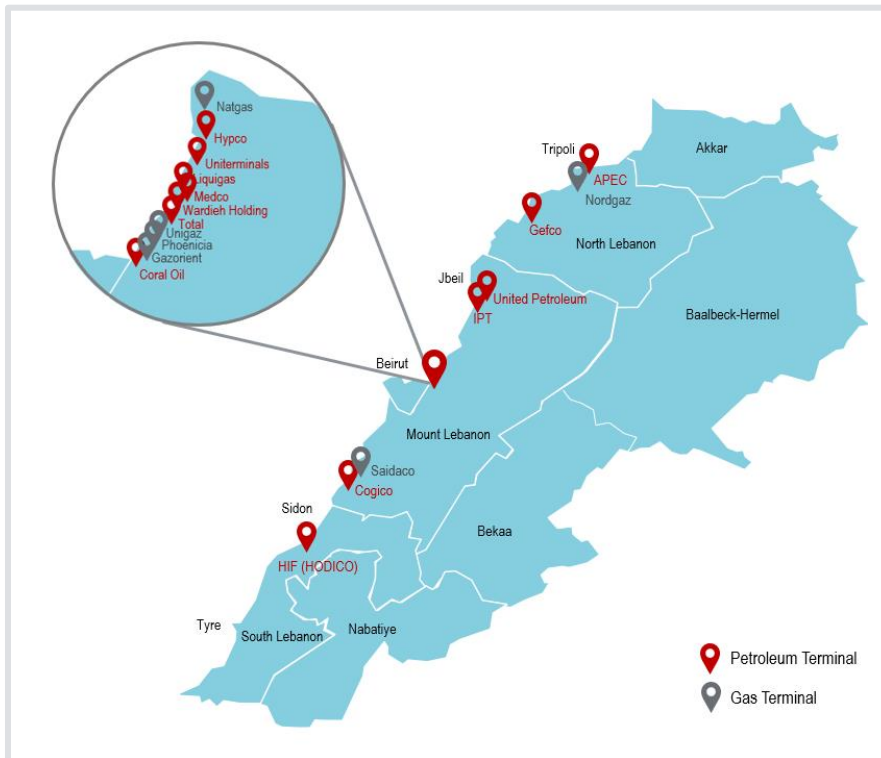 Natgas
Hypco
Uniterminals
Liquigas
Medco
Wardieh Holding
Total
Unigaz
Phoenicia
Gazorient
Coral Oil
Tripoli
Akkar
APEC
Nordgaz
Gefco
North Lebanon
Jbeil
United Petroleum
IPT
Baalbeck-Hermel
Beirut
Mount Lebanon
Saidaco
Cogico
Sidon
Bekaa
HIF (HODICO)
Tyre
South Lebanon
Nabatiye
Petroleum Terminal
Gas Terminal